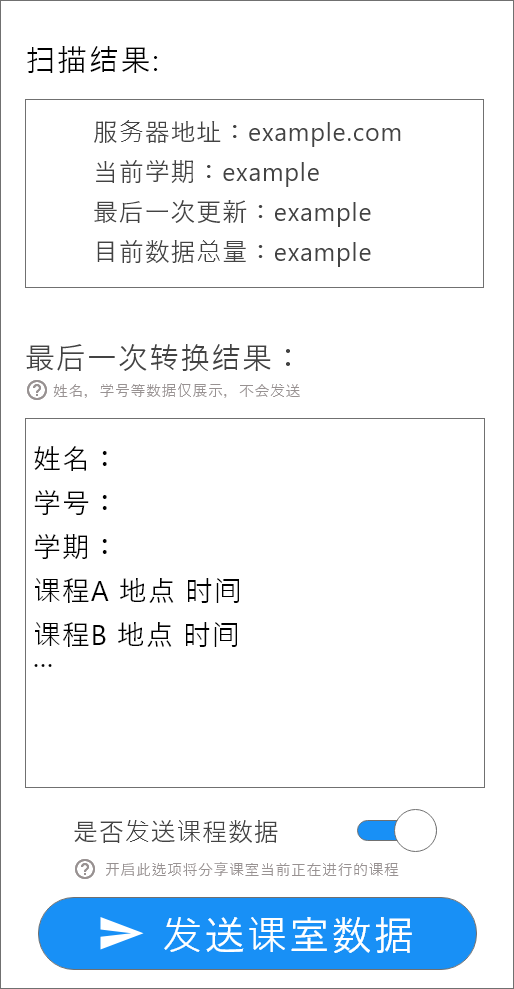 扫描结果:
服务器地址：example.com
当前学期：example
最后一次更新：example
目前数据总量：example
最后一次转换结果：
姓名，学号等数据仅展示，不会发送
姓名：
学号：
学期：
课程A 地点 时间
课程B 地点 时间
...
是否发送课程数据
开启此选项将分享课室当前正在进行的课程
发送课室数据